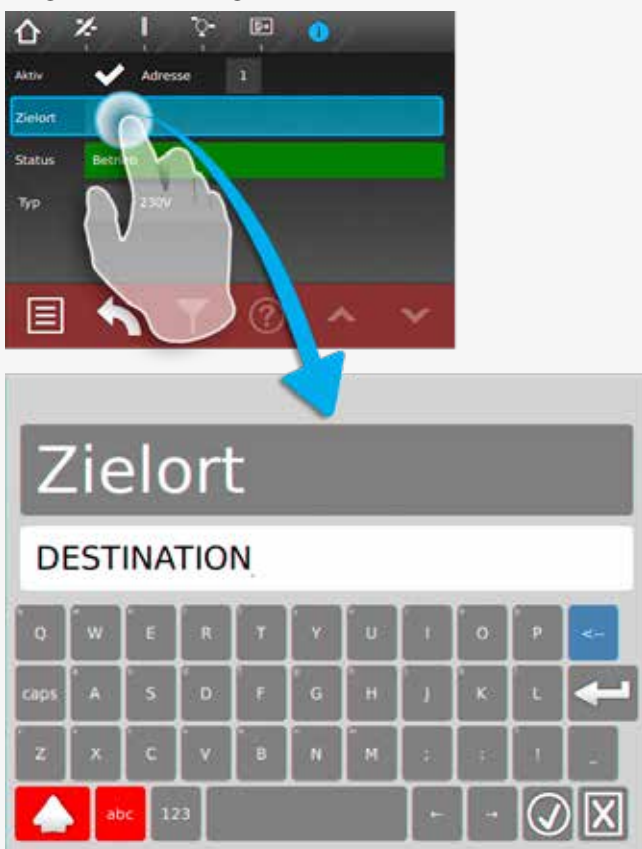 Aktiv Adresse 1
Zielort
Status Betrieb
Typ 230V
Zielort
DESTINATION
Q W E R T Y U I O P <--
caps A S D F G H J K L
Z X C V B N M : ! _
abc 123 ← →